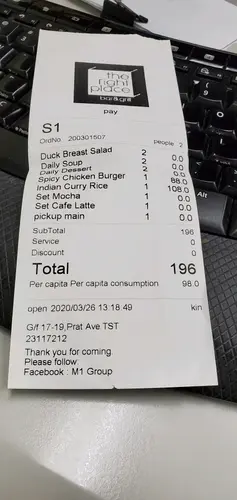 the
right
place
bar&grill
pay
S1
OrdNo 200301507 people 2
Duck Breast Salad 2 0.0
Daily Soup 2 0.0
Daily Dessert 2 0.0
Spicy Chicken Burger 1 88.0
Indian Curry Rice 1 108.0
Set Mocha 1 0.0
Set Cafe Latte 1 0.0
pickup main 1 0.0
SubTotal 196
Service 0
Discount 0
Total 196
Per capita Per capita consumption 98.0
open 2020/03/26 13:18:49 kin
G/f 17-19,Prat Ave TST
23117212
Thank you for coming.
Please follow:
Facebook : M1 Group
Alt